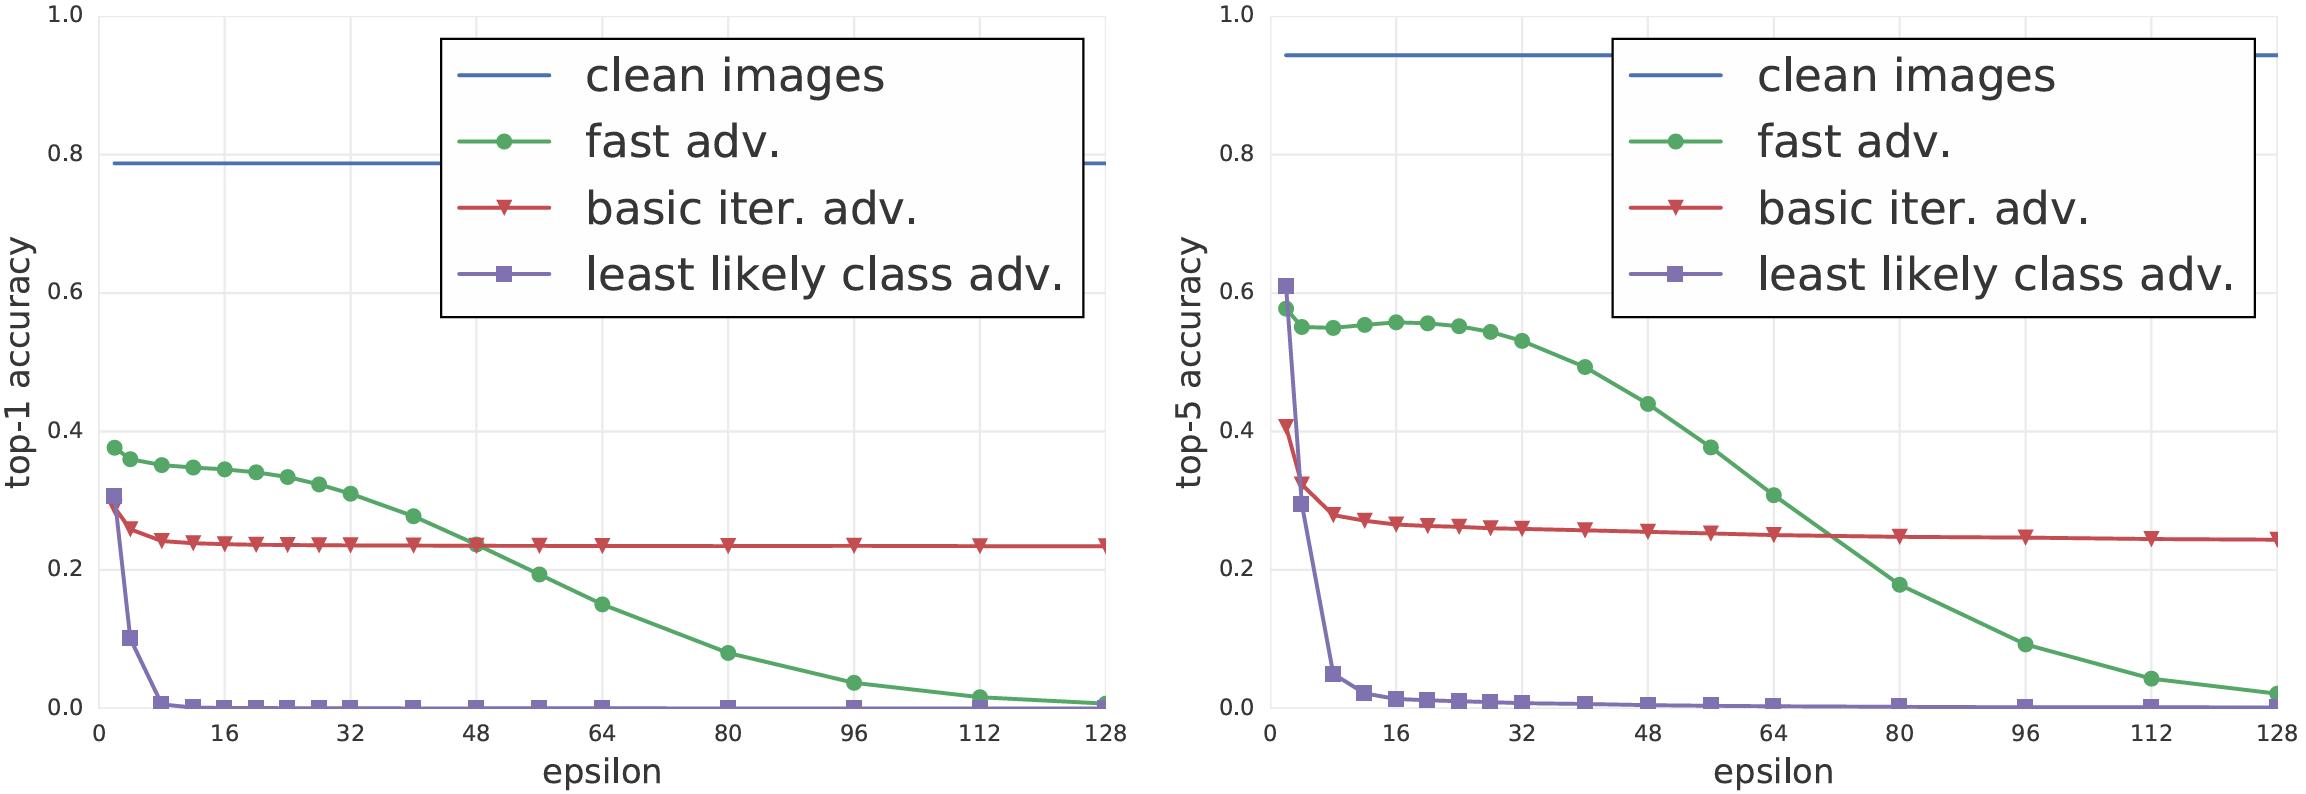 1.0
0.8
0.6
0.4
0.2
0.0
top-1 accuracy
clean images
fast adv.
basic iter. adv.
least likely class adv.
0 16 32 48 64 80 96 112 128
epsilon
1.0
0.8
0.6
0.4
0.2
0.0
top-5 accuracy
clean images
fast adv.
basic iter. adv.
least likely class adv.
0 16 32 48 64 80 96 112 128
epsilon